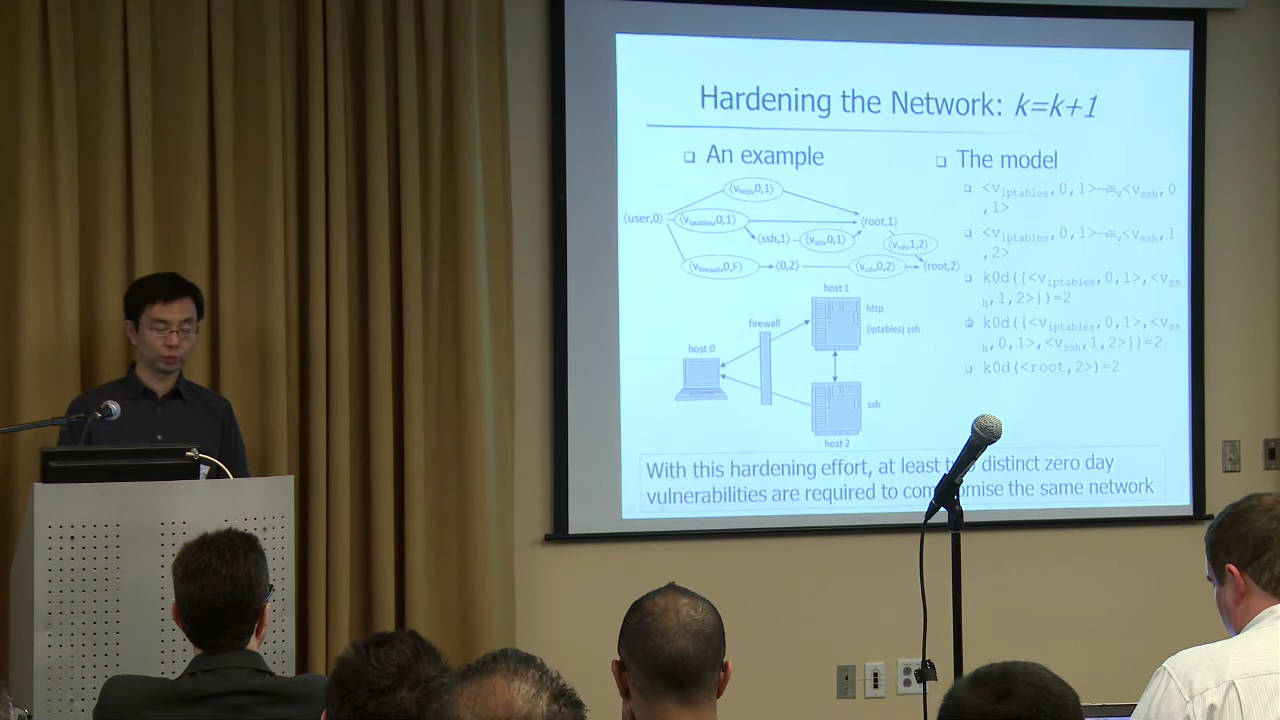 Hardening the Network: k=k+1
❑ An example
⟨v_http,0,1⟩
⟨user,0⟩ ⟨v_iptables,0,1⟩ ⟨root,1⟩
⟨ssh,1⟩ ⟨v_ssh,0,1⟩ ⟨v_ssh,1,2⟩
⟨v_firewall,0,F⟩ ⟨0,2⟩ ⟨v_ssh,0,2⟩ ⟨root,2⟩
host 1
http
firewall
(iptables) ssh
host 0
ssh
host 2
❑ The model
❑ <v_iptables,0,1>¬≡_v<v_ssh,0
,1>
❑ <v_iptables,0,1>¬≡_v<v_ssh,1
,2>
❑ k0d({<v_iptables,0,1>,<v_ss
h,1,2>})=2
❑ k0d({<v_iptables,0,1>,<v_ss
h,0,1>,<v_ssh,1,2>})=2
❑ k0d(<root,2>)=2
With this hardening effort, at least two distinct zero day
vulnerabilities are required to compromise the same network